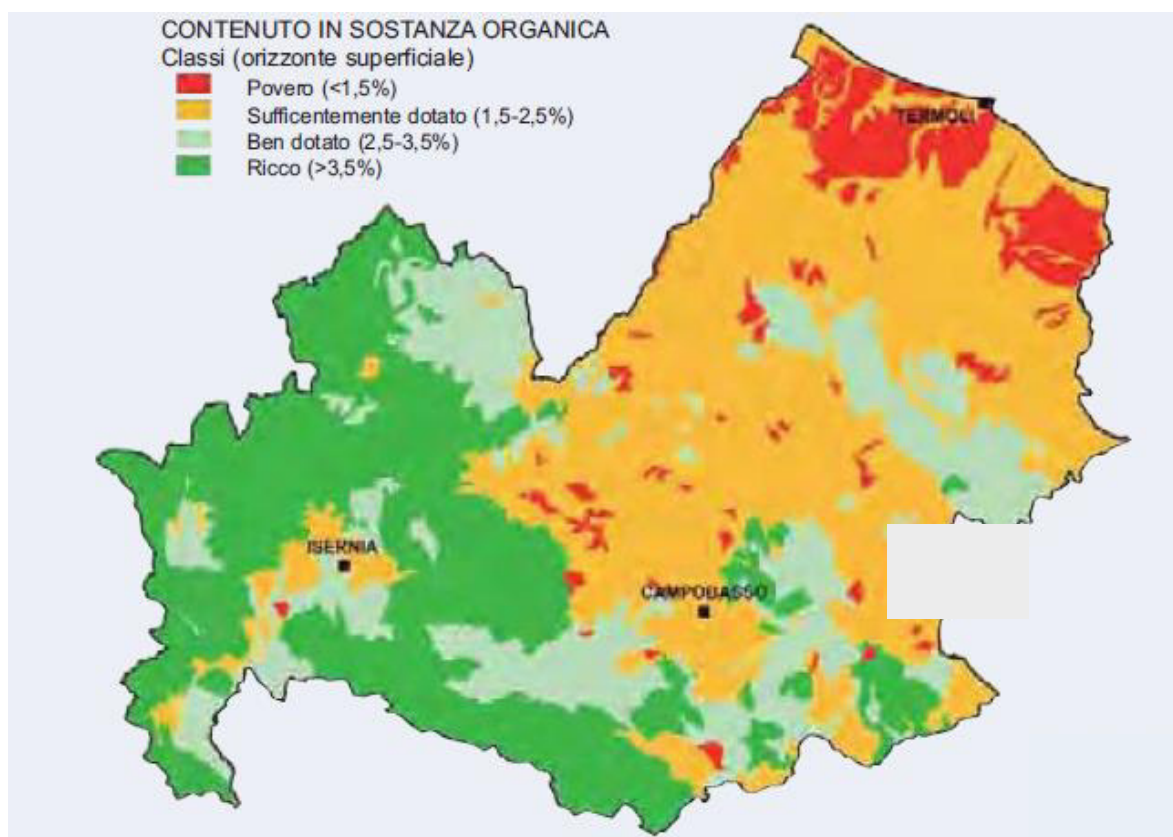 CONTENUTO IN SOSTANZA ORGANICA
Classi (orizzonte superficiale)
Povero (<1,5%)
Sufficentemente dotato (1,5-2,5%)
Ben dotato (2,5-3,5%)
Ricco (>3,5%)
TERMOLI
ISERNIA
CAMPOBASSO